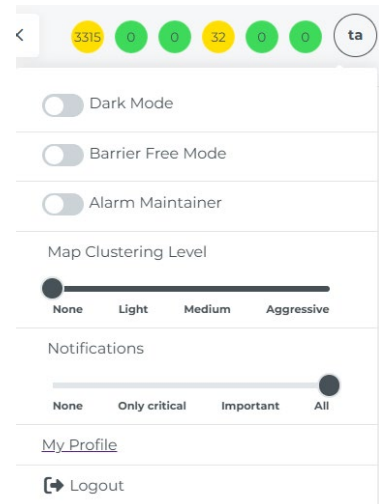 3315 0 0 32 0 0 ta
Dark Mode
Barrier Free Mode
Alarm Maintainer
Map Clustering Level
None Light Medium Aggressive
Notifications
None Only critical Important All
My Profile
Logout